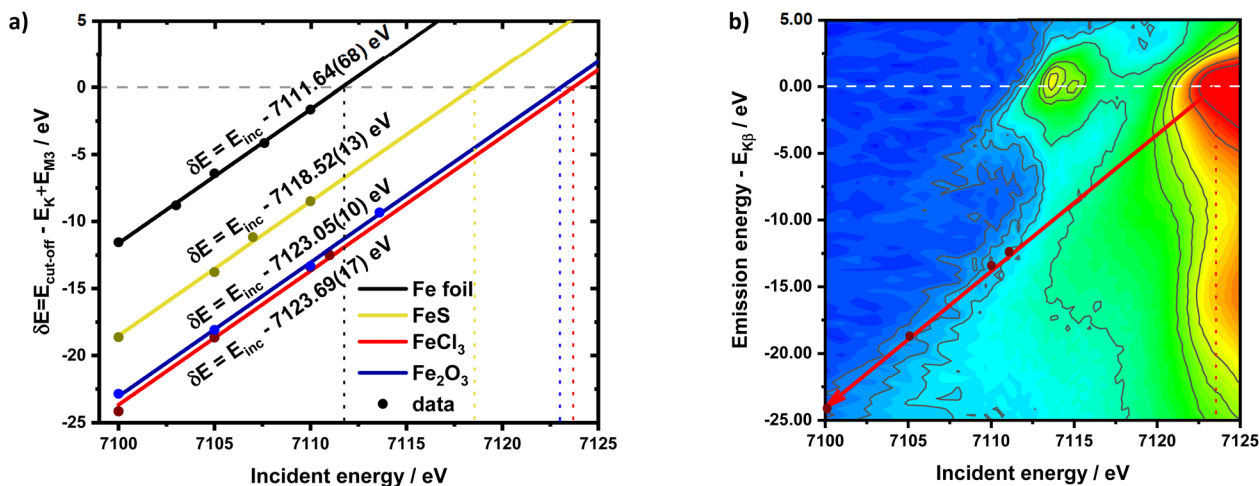 a)
δE=E_cut-off - E_K+E_M3 / eV
5
0
-5
-10
-15
-20
-25
δE = E_inc - 7111.64(68) eV
δE = E_inc - 7118.52(13) eV
δE = E_inc - 7123.05(10) eV
δE = E_inc - 7123.69(17) eV
Fe foil
FeS
FeCl₃
Fe₂O₃
data
7100
7105
7110
7115
7120
7125
Incident energy / eV
b)
Emission energy - E_Kβ / eV
5.00
0.00
-5.00
-10.00
-15.00
-20.00
-25.00
7100
7105
7110
7115
7120
7125
Incident energy / eV